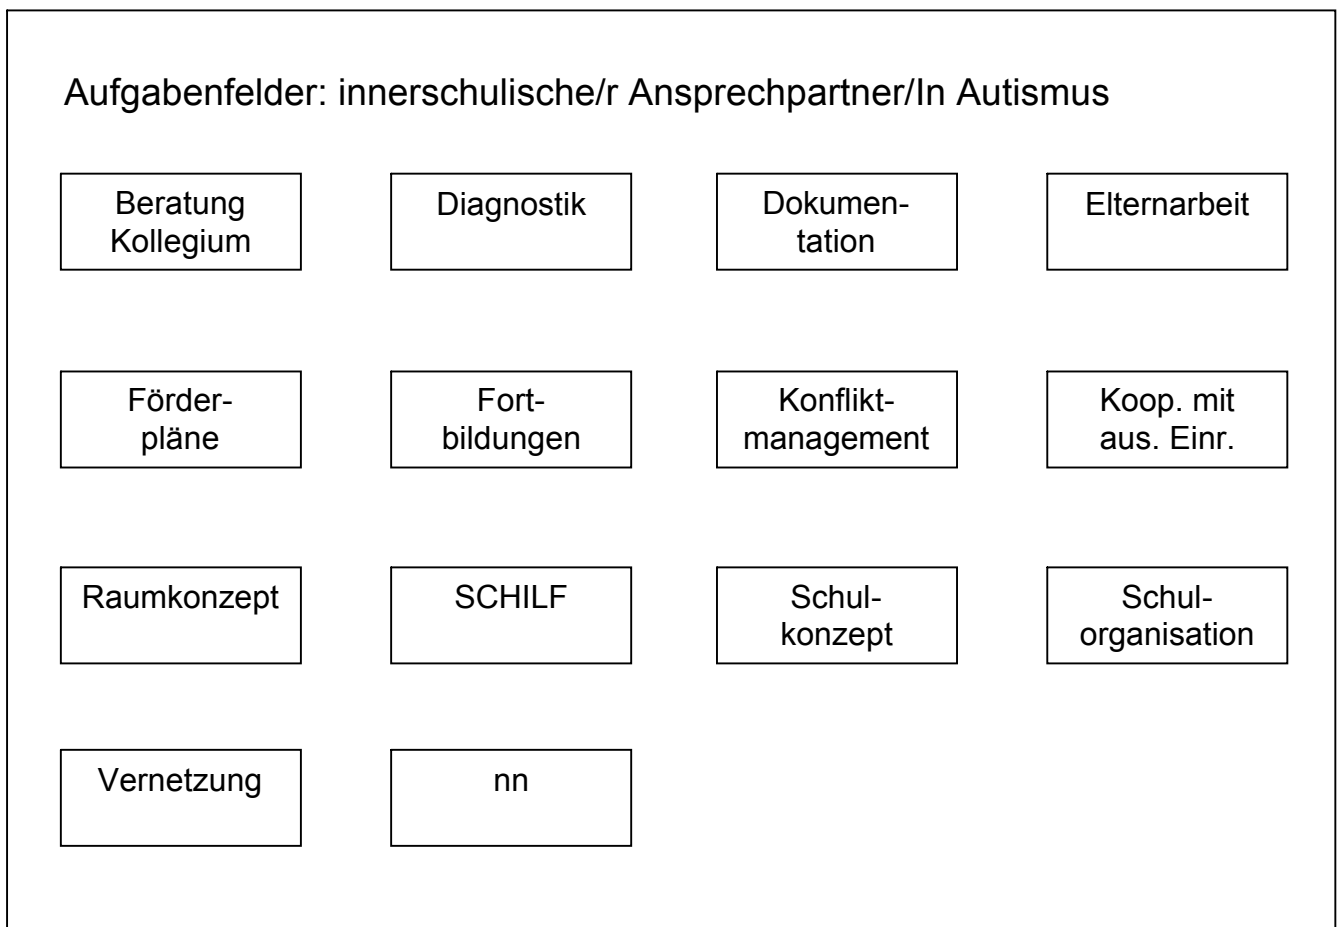 Aufgabenfelder: innerschulische/r Ansprechpartner/In Autismus
Beratung
Kollegium
Diagnostik
Dokumen-
tation
Elternarbeit
Förder-
pläne
Fort-
bildungen
Konflikt-
management
Koop. mit
aus. Einr.
Raumkonzept
SCHILF
Schul-
konzept
Schul-
organisation
Vernetzung
nn